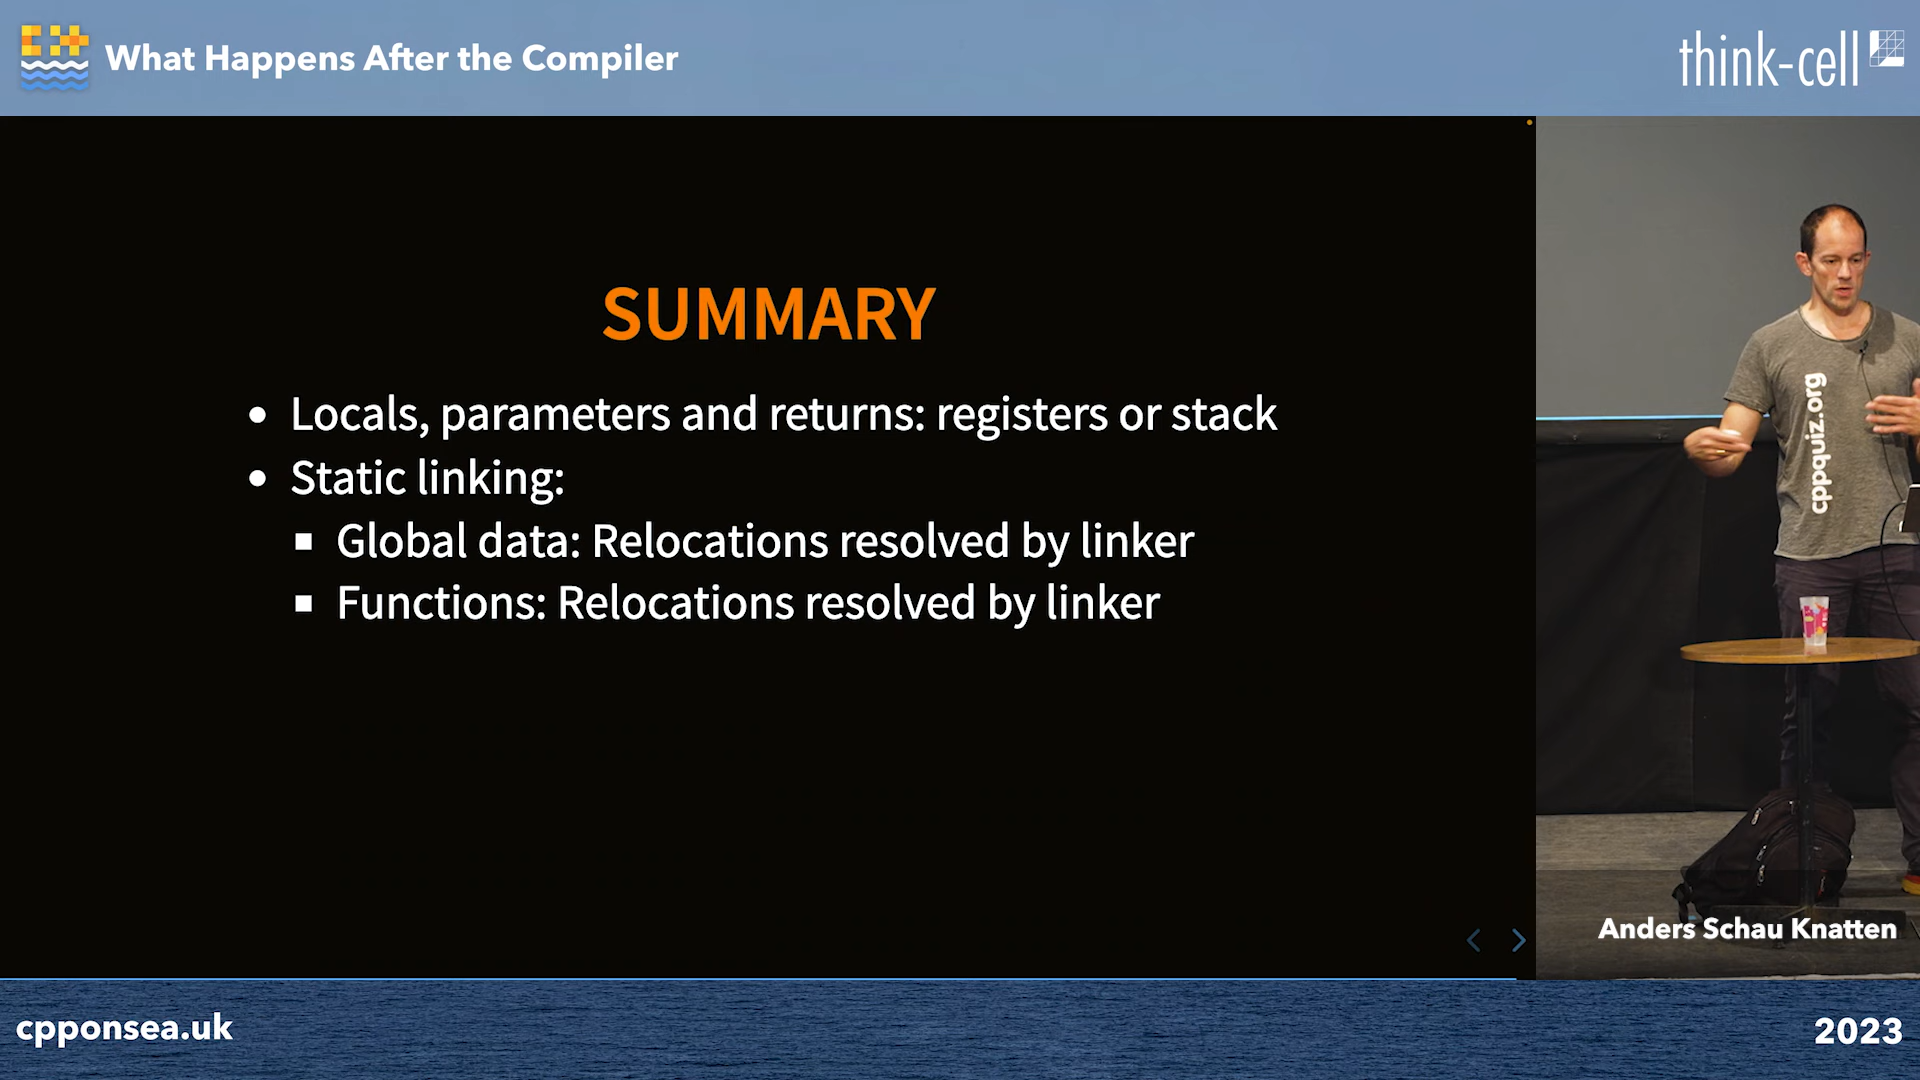 What Happens After the Compiler
think-cell
SUMMARY
• Locals, parameters and returns: registers or stack
• Static linking:
▪ Global data: Relocations resolved by linker
▪ Functions: Relocations resolved by linker
cppquiz.org
Anders Schau Knatten
cpponsea.uk
2023